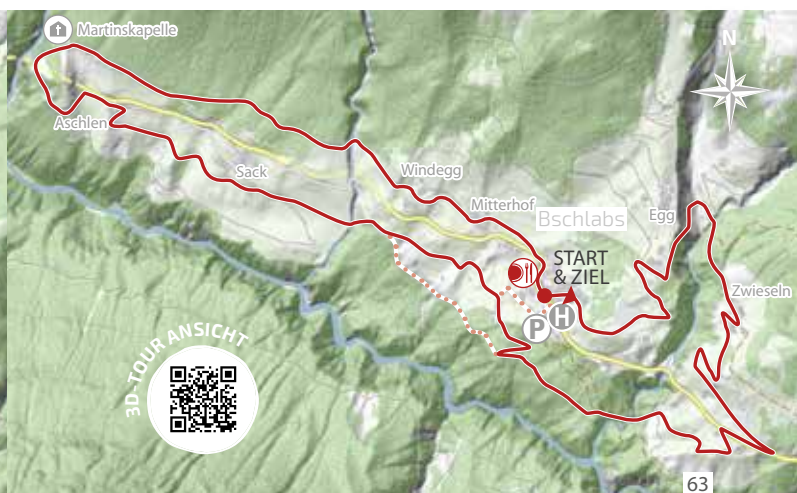 Martinskapelle
N
Aschlen
Sack
Windegg
Mitterhof
Bschlabs
Egg
START
& ZIEL
Zwieseln
P
H
3D-TOUR ANSICHT
63